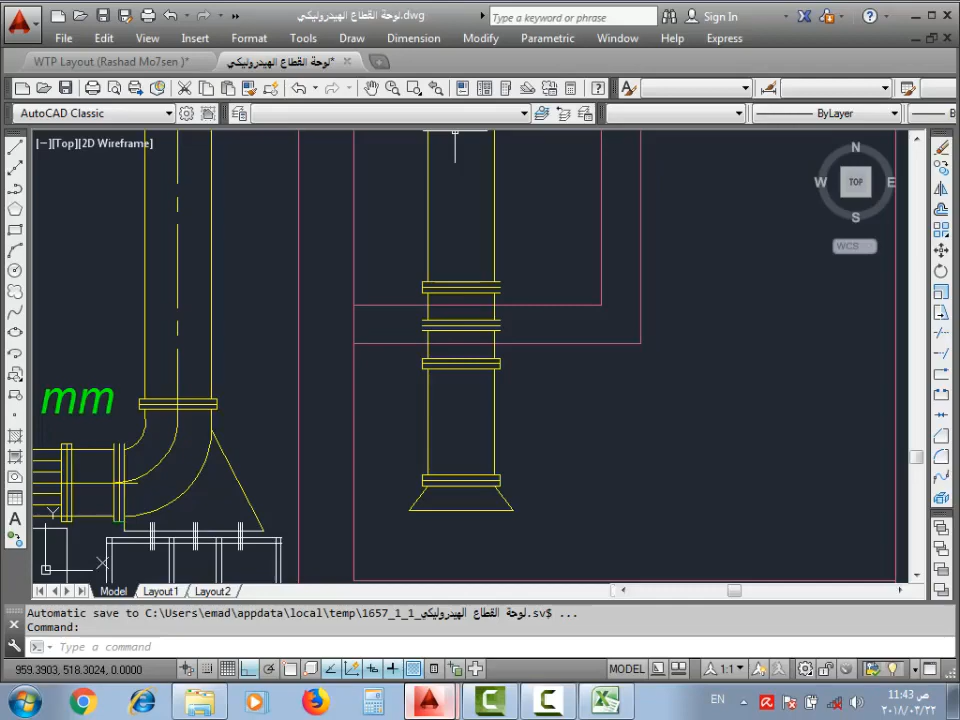 لوحة القطاع الهيدروليكي.dwg
Type a keyword or phrase
Sign In
File Edit View Insert Format Tools Draw Dimension Modify Parametric Window Help Express
WTP Layout (Rashad Mo7sen )*
لوحة القطاع الهيدروليكي*
AutoCAD Classic
ByLayer
B
[−][Top][2D Wireframe]
N
W TOP E
S
WCS
mm
Y
X
Model Layout1 Layout2
Automatic save to C:\Users\emad\appdata\local\temp\لوحة القطاع الهيدروليكي_1_1_1657.sv$ ...
Command:
Type a command
959.3903, 518.3024, 0.0000
MODEL
1:1
EN
11:43 ص
٢٠١٨/٠٣/٢٢